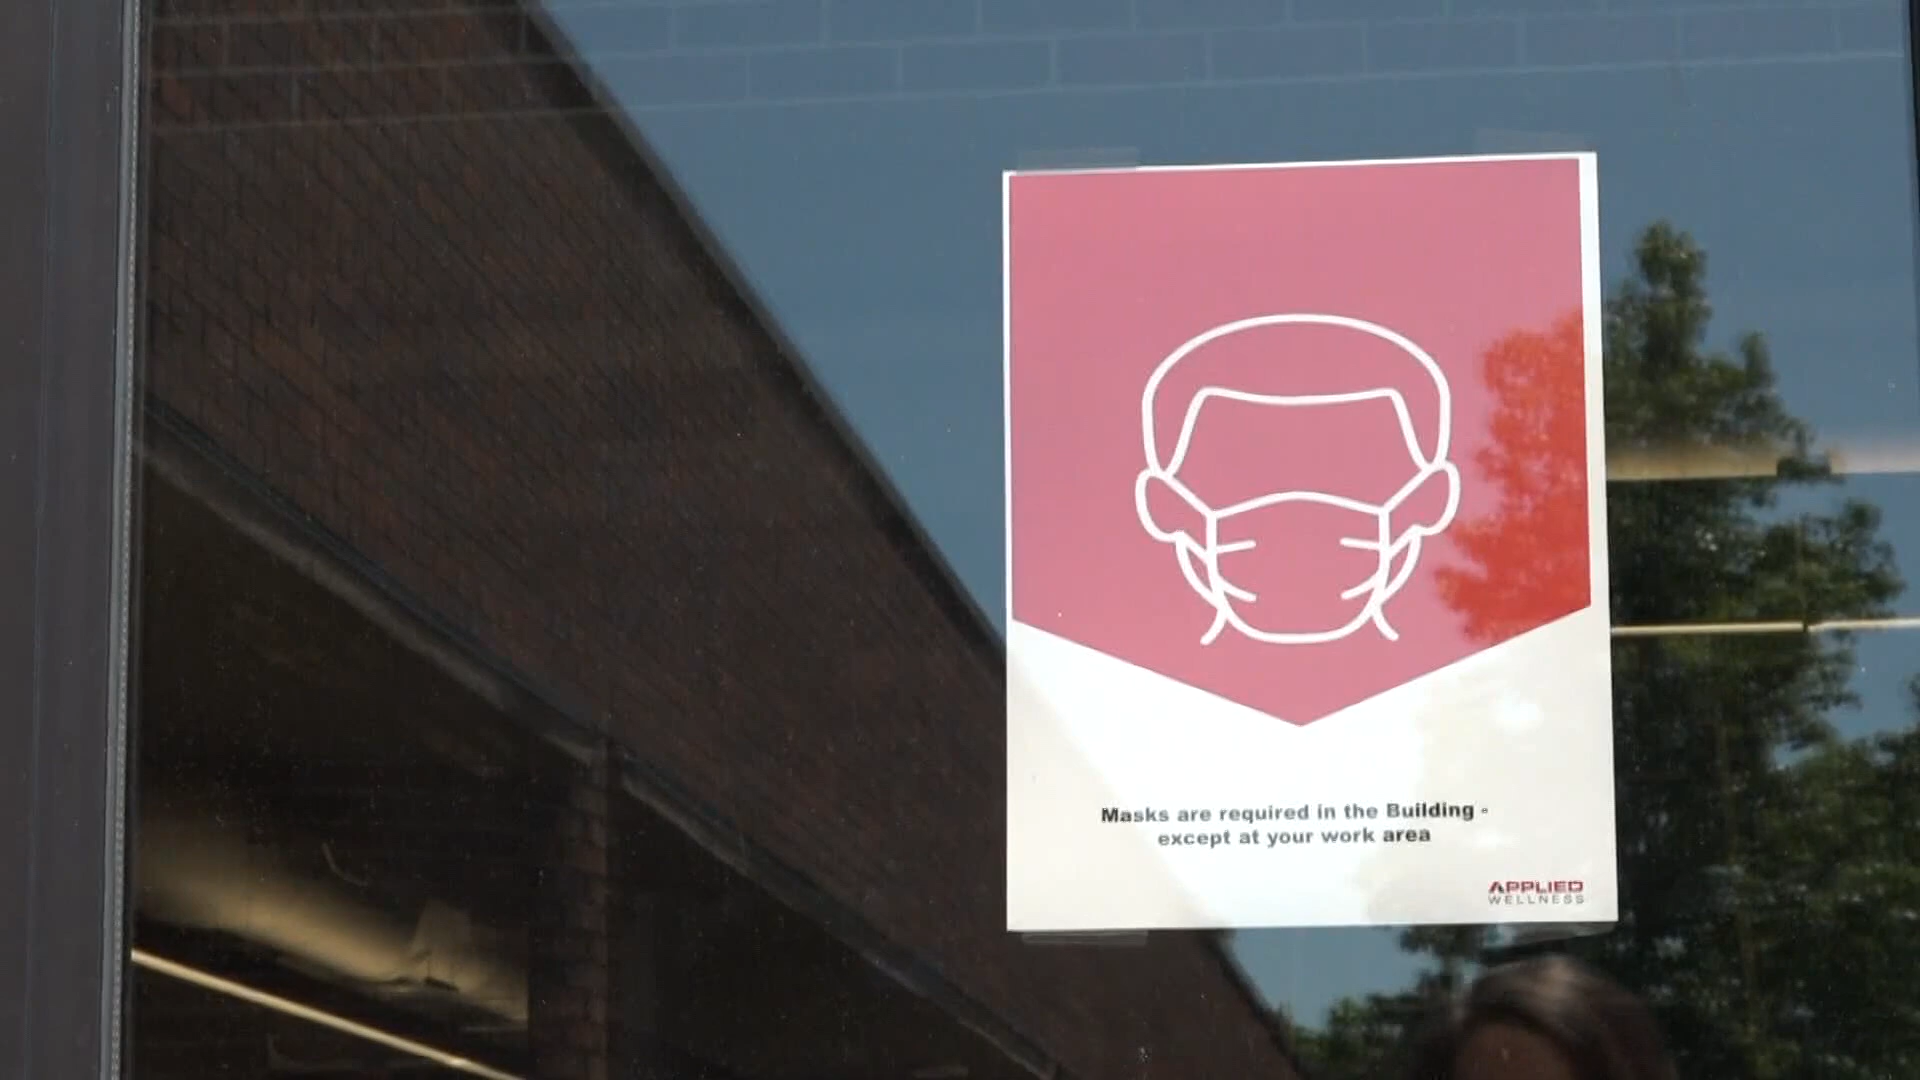 Masks are required in the Building -
except at your work area
APPLIED
WELLNESS